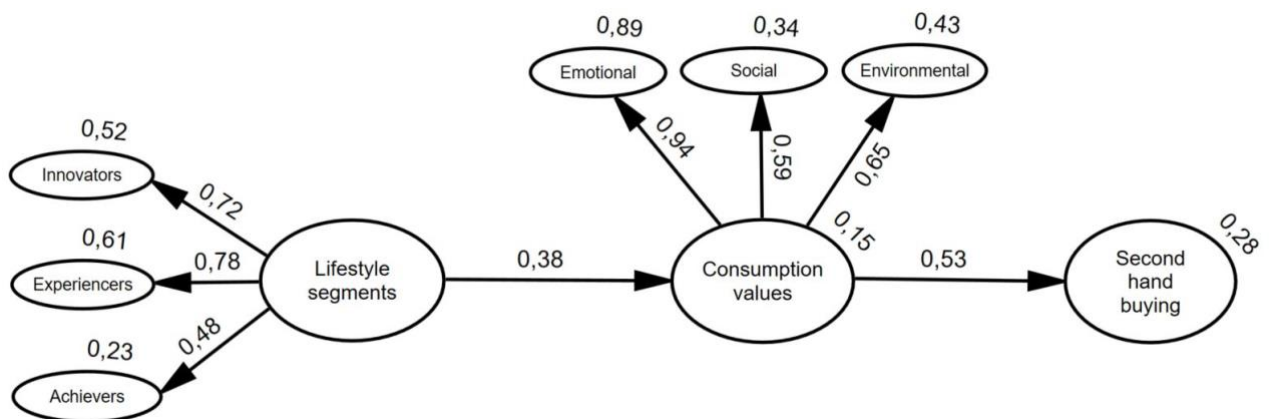 0,89
0,34
0,43
Emotional
Social
Environmental
0,52
Innovators
0,72
0,94
0,59
0,65
0,61
Experiencers
0,78
Lifestyle
segments
0,38
Consumption
values
0,15
0,53
Second
hand
buying
0,28
0,23
Achievers
0,48